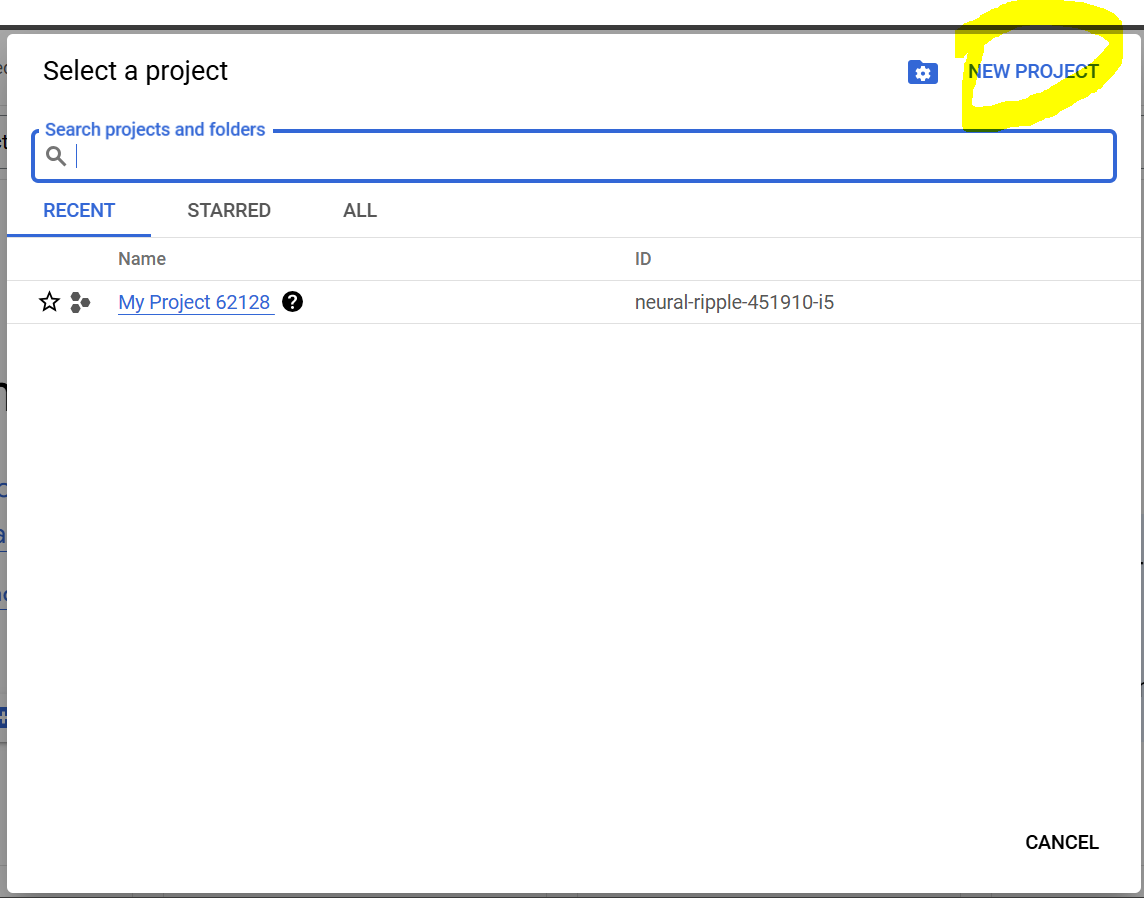 Select a project
NEW PROJECT
Search projects and folders
RECENT STARRED ALL
Name ID
My Project 62128 neural-ripple-451910-i5
CANCEL